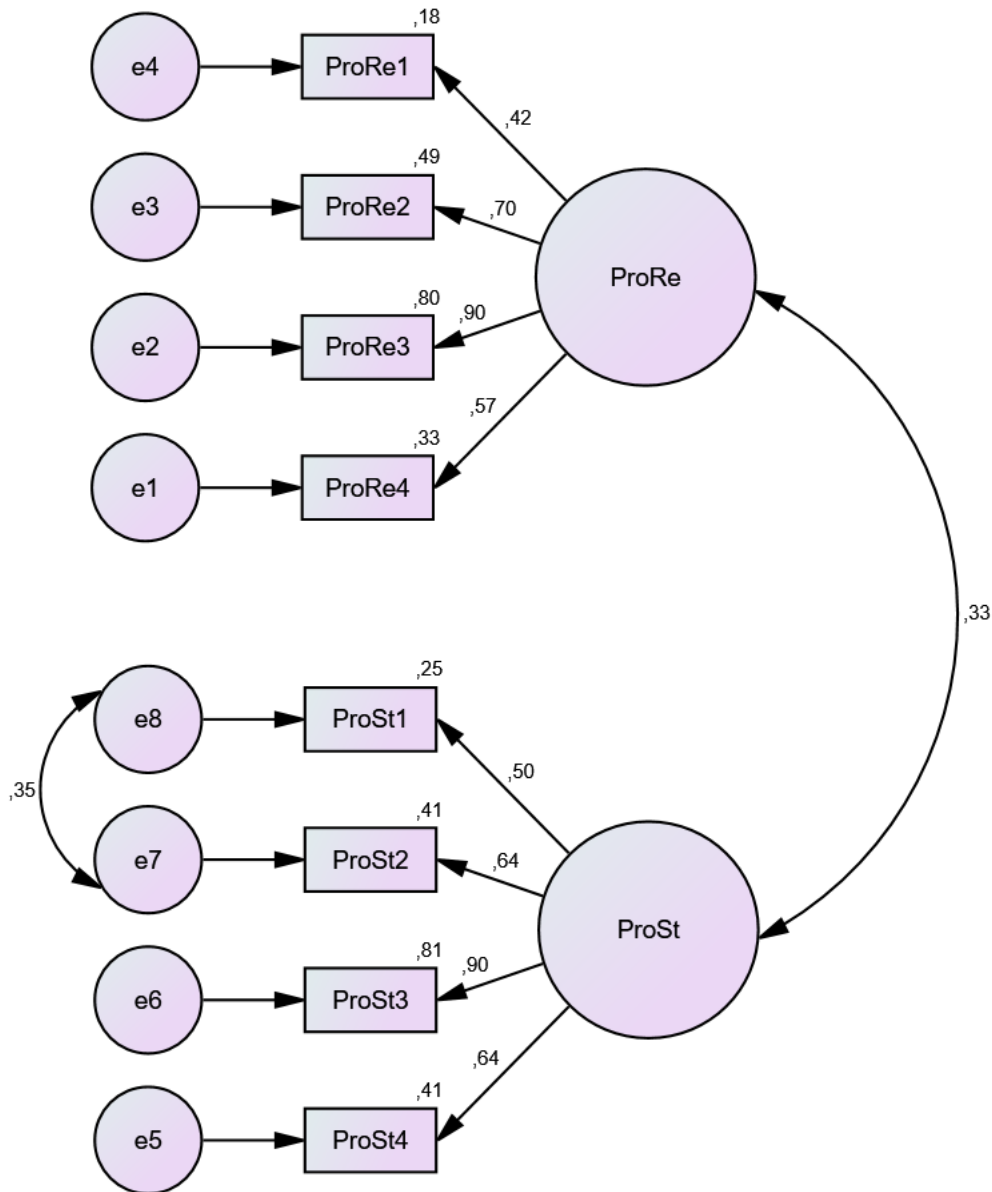 ,18
e4
ProRe1
,42
,49
e3
ProRe2
,70
ProRe
,80
e2
ProRe3
,90
,57
,33
e1
ProRe4
,33
,25
e8
ProSt1
,50
,35
,41
e7
ProSt2
,64
ProSt
,81
e6
ProSt3
,90
,64
,41
e5
ProSt4